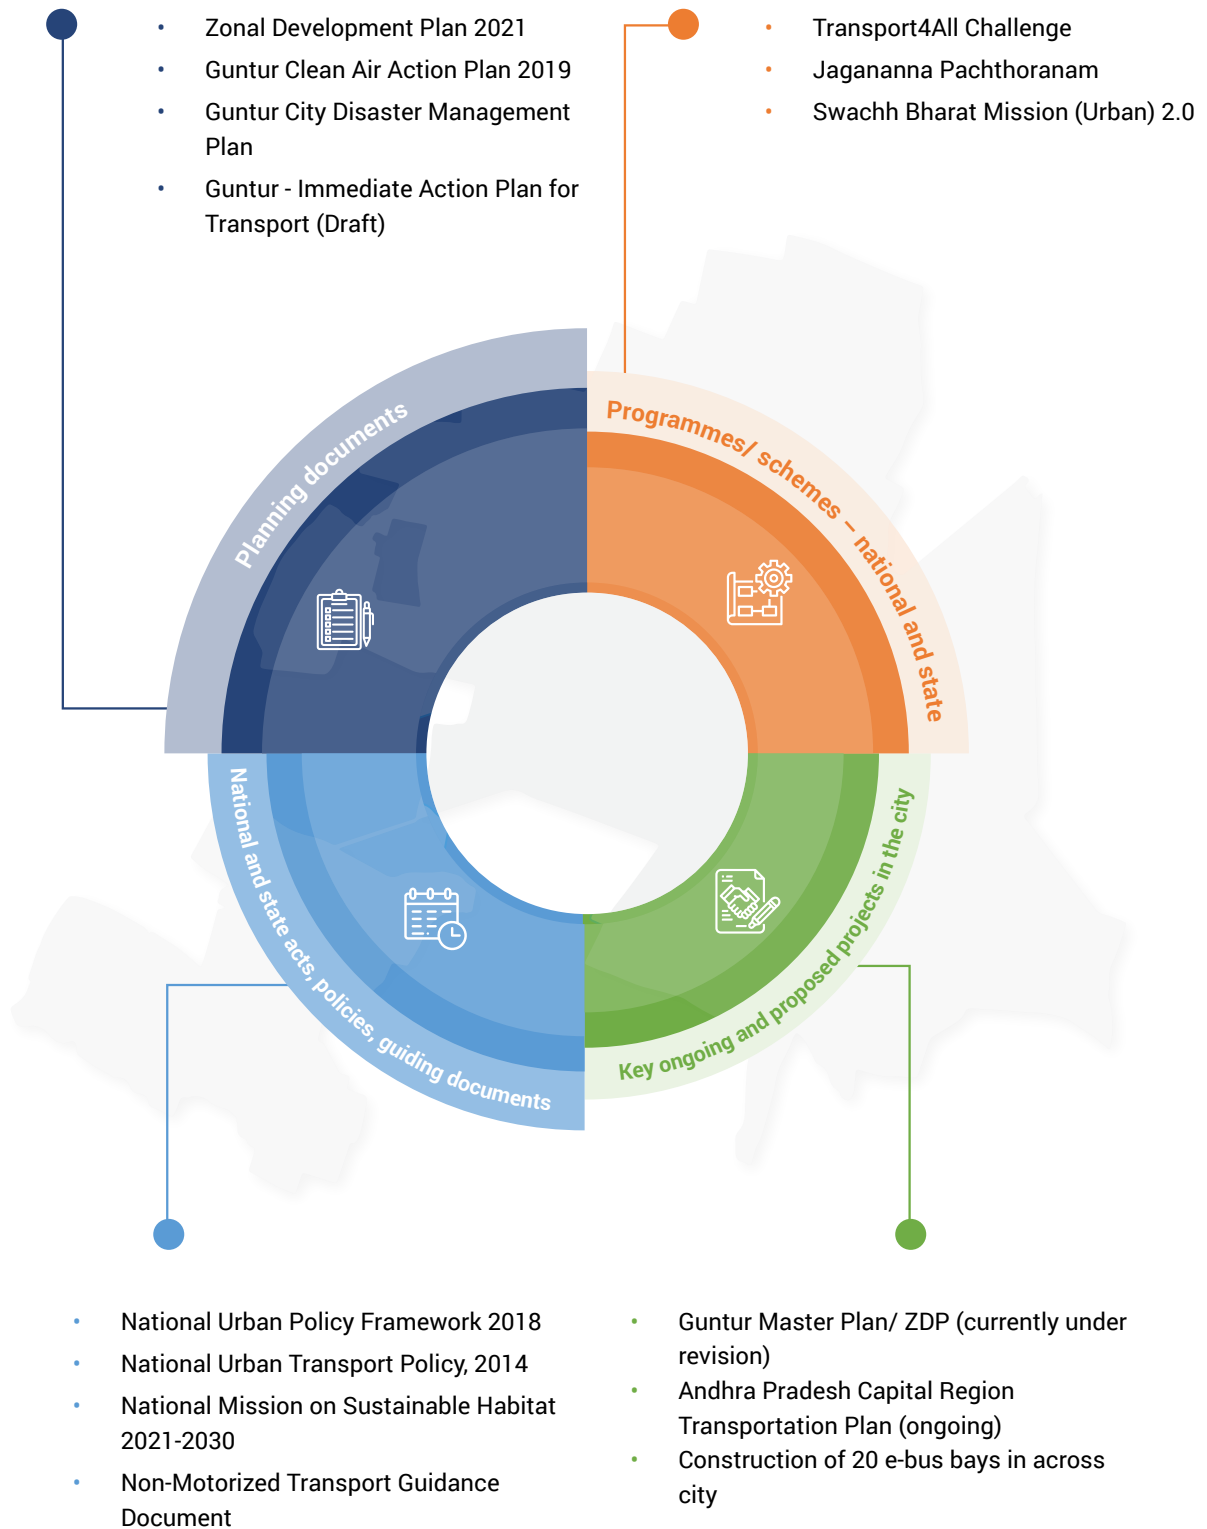 Zonal Development Plan 2021
Guntur Clean Air Action Plan 2019
Guntur City Disaster Management
Plan
Guntur - Immediate Action Plan for
Transport (Draft)
Transport4All Challenge
Jagananna Pachthoranam
Swachh Bharat Mission (Urban) 2.0
Planning documents
Programmes/ schemes – national and state
National and state acts, policies, guiding documents
Key ongoing and proposed projects in the city
National Urban Policy Framework 2018
National Urban Transport Policy, 2014
National Mission on Sustainable Habitat
2021-2030
Non-Motorized Transport Guidance
Document
Guntur Master Plan/ ZDP (currently under
revision)
Andhra Pradesh Capital Region
Transportation Plan (ongoing)
Construction of 20 e-bus bays in across
city